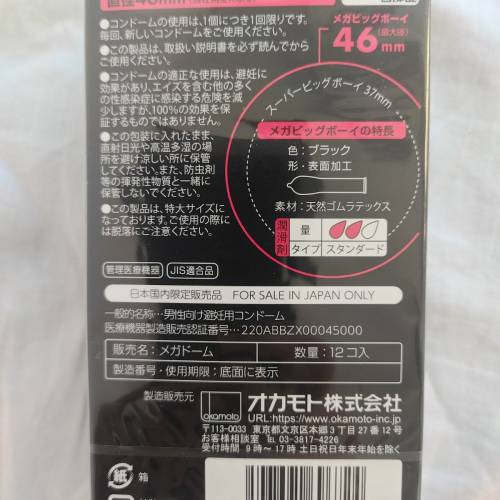 直径46mm
●コンドームの使用は、1個につき1回限りです。
毎回、新しいコンドームをご使用ください。
●この製品は、取扱い説明書を必ず読んでから
ご使用ください。
●コンドームの適正な使用は、避妊に
効果があり、エイズを含む他の多く
の性感染症に感染する危険を減
少しますが、100%の効果を保
証するものではありません。
●この包装に入れたまま、
直射日光や高温多湿の場
所を避け涼しい所に保管
してください。また、防虫剤
等の揮発性物質と一緒に
保管しないでください。
●この製品は、特大サイズに
なっております。ご使用の際に
は脱落にご注意ください。
メガビッグボーイ
46mm
(最大径)
スーパービッグボーイ37mm
メガビッグボーイの特長
色:ブラック
形・表面加工
素材:天然ゴムラテックス
潤滑剤
量
タイプ スタンダード
管理医療機器 JIS適合品
日本国内限定販売品 FOR SALE IN JAPAN ONLY
一般的名称…男性向け避妊用コンドーム
医療機器製造販売認証番号…220ABBZX00045000
販売名:メガドーム 数量:12コ入
製造番号・使用期限:底面に表示
製造販売元
okamoto
オカモト株式会社
URL:https://www.okamoto-inc.jp
〒113-0033 東京都文京区本郷3丁目27番12号
お客様相談室 Tel 03-3817-4226
受付時間 9時〜17時 土日祝日年末年始を除く
紙 箱